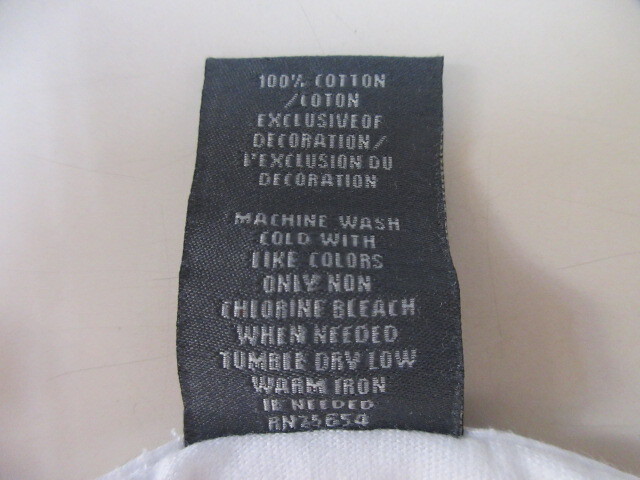 100% COTTON
/COTON
EXCLUSIVEOF
DECORATION/
L'EXCLUSION DU
DECORATION
MACHINE WASH
COLD WITH
LIKE COLORS
ONLY NON
CHLORINE BLEACH
WHEN NEEDED
TUMBLE DRY LOW
WARM IRON
IF NEEDED
RN25654